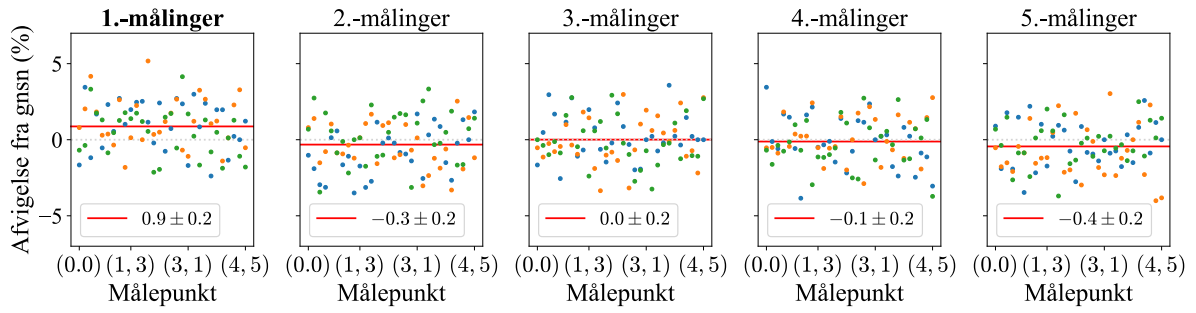 1.-målinger 2.-målinger 3.-målinger 4.-målinger 5.-målinger
Afvigelse fra gnsn (%)
5
0
−5
0.9 ± 0.2 −0.3 ± 0.2 0.0 ± 0.2 −0.1 ± 0.2 −0.4 ± 0.2
(0.0) (1, 3) (3, 1) (4, 5) (0.0) (1, 3) (3, 1) (4, 5) (0.0) (1, 3) (3, 1) (4, 5) (0.0) (1, 3) (3, 1) (4, 5) (0.0) (1, 3) (3, 1) (4, 5)
Målepunkt Målepunkt Målepunkt Målepunkt Målepunkt